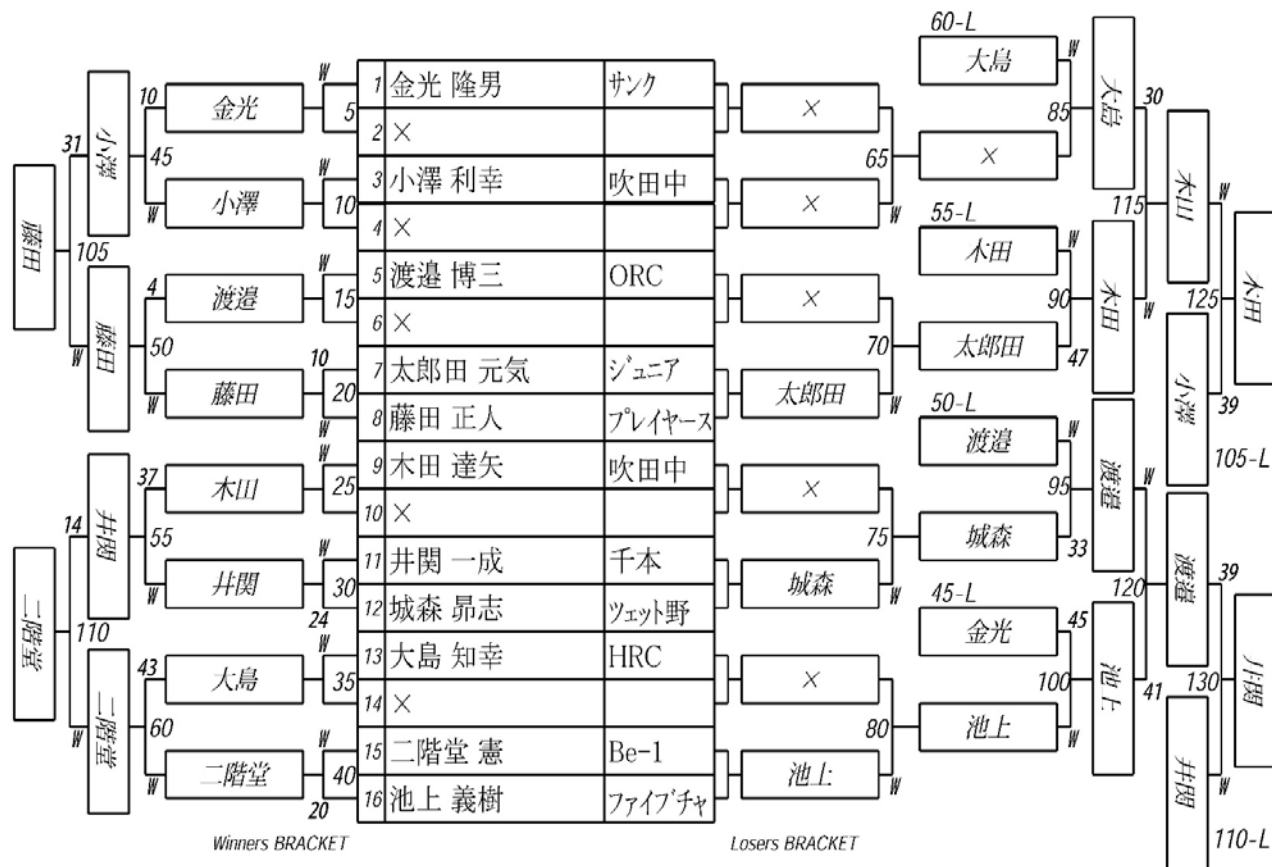 60-L
W
大島
W
大島
10
金光
W
5
1 金光 隆男 サンク
×
85
30
31
小澤
2 ×
木田
45
65
×
W
小澤
W
10
3 小澤 利幸 吹田中
×
W
115
W
藤田
4 ×
55-L
木田
105
木田
W
4
渡邉
W
15
5 渡邉 博三 ORC
×
90
木田
125
藤田
6 ×
W
50
70
太郎田
47
小澤
W
藤田
10
20
W
7 太郎田 元気 ジュニア
太郎田
W
39
8 藤田 正人 プレイヤース
50-L
渡邉
W
105-L
37
木田
W
25
9 木田 達矢 吹田中
×
95
渡邉
W
14
井関
10 ×
55
75
城森
33
渡邉
W
井関
W
30
24
11 井関 一成 千本
城森
W
120
39
二階堂
12 城森 昴志 ツェット野
45-L
金光
45
110
43
大島
W
35
13 大島 知幸 HRC
×
100
池上
41
130
井関
W
二階堂
14 ×
60
80
池上
W
井関
W
二階堂
W
40
20
15 二階堂 憲 Be-1
池上
W
W
16 池上 義樹 ファイブチャ
110-L
Winners BRACKET
Losers BRACKET